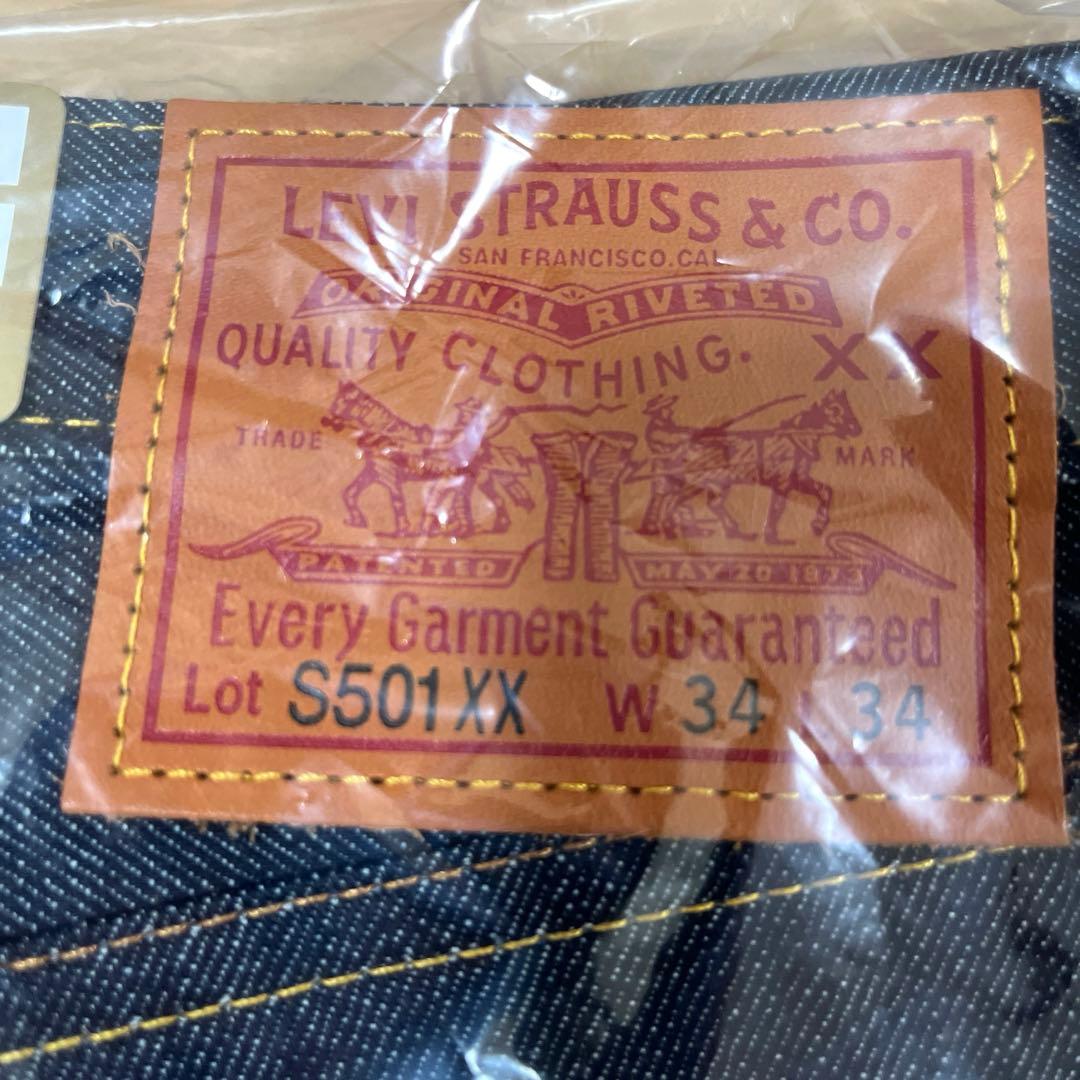 LEVI STRAUSS & CO.
SAN FRANCISCO. CAL.
ORIGINAL RIVETED
QUALITY CLOTHING. XX
TRADE MARK
PATENTED MAY 20 1873
Every Garment Guaranteed
Lot S501XX W 34 L 34